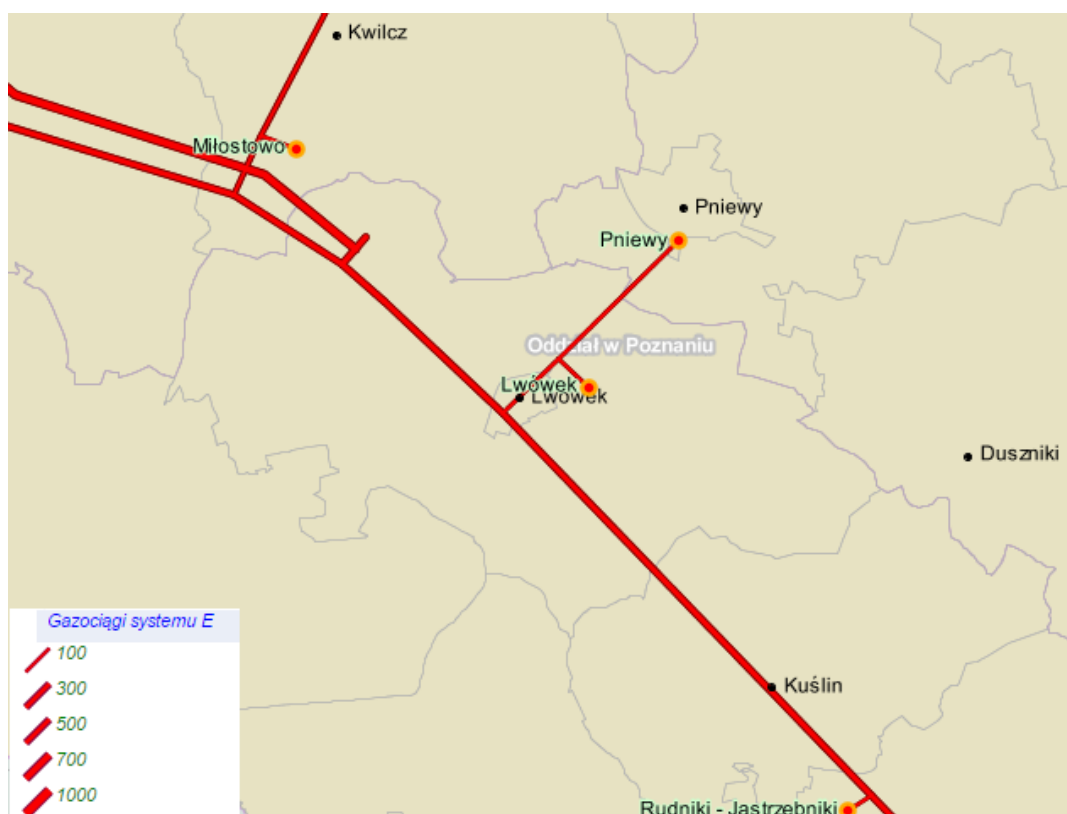 Kwilcz
Miłostowo
Pniewy
Pniewy
Oddział w Poznaniu
Lwówek
Lwówek
Duszniki
Gazociągi systemu E
100
300
500
700
1000
Kuślin
Rudniki - Jastrzębniki